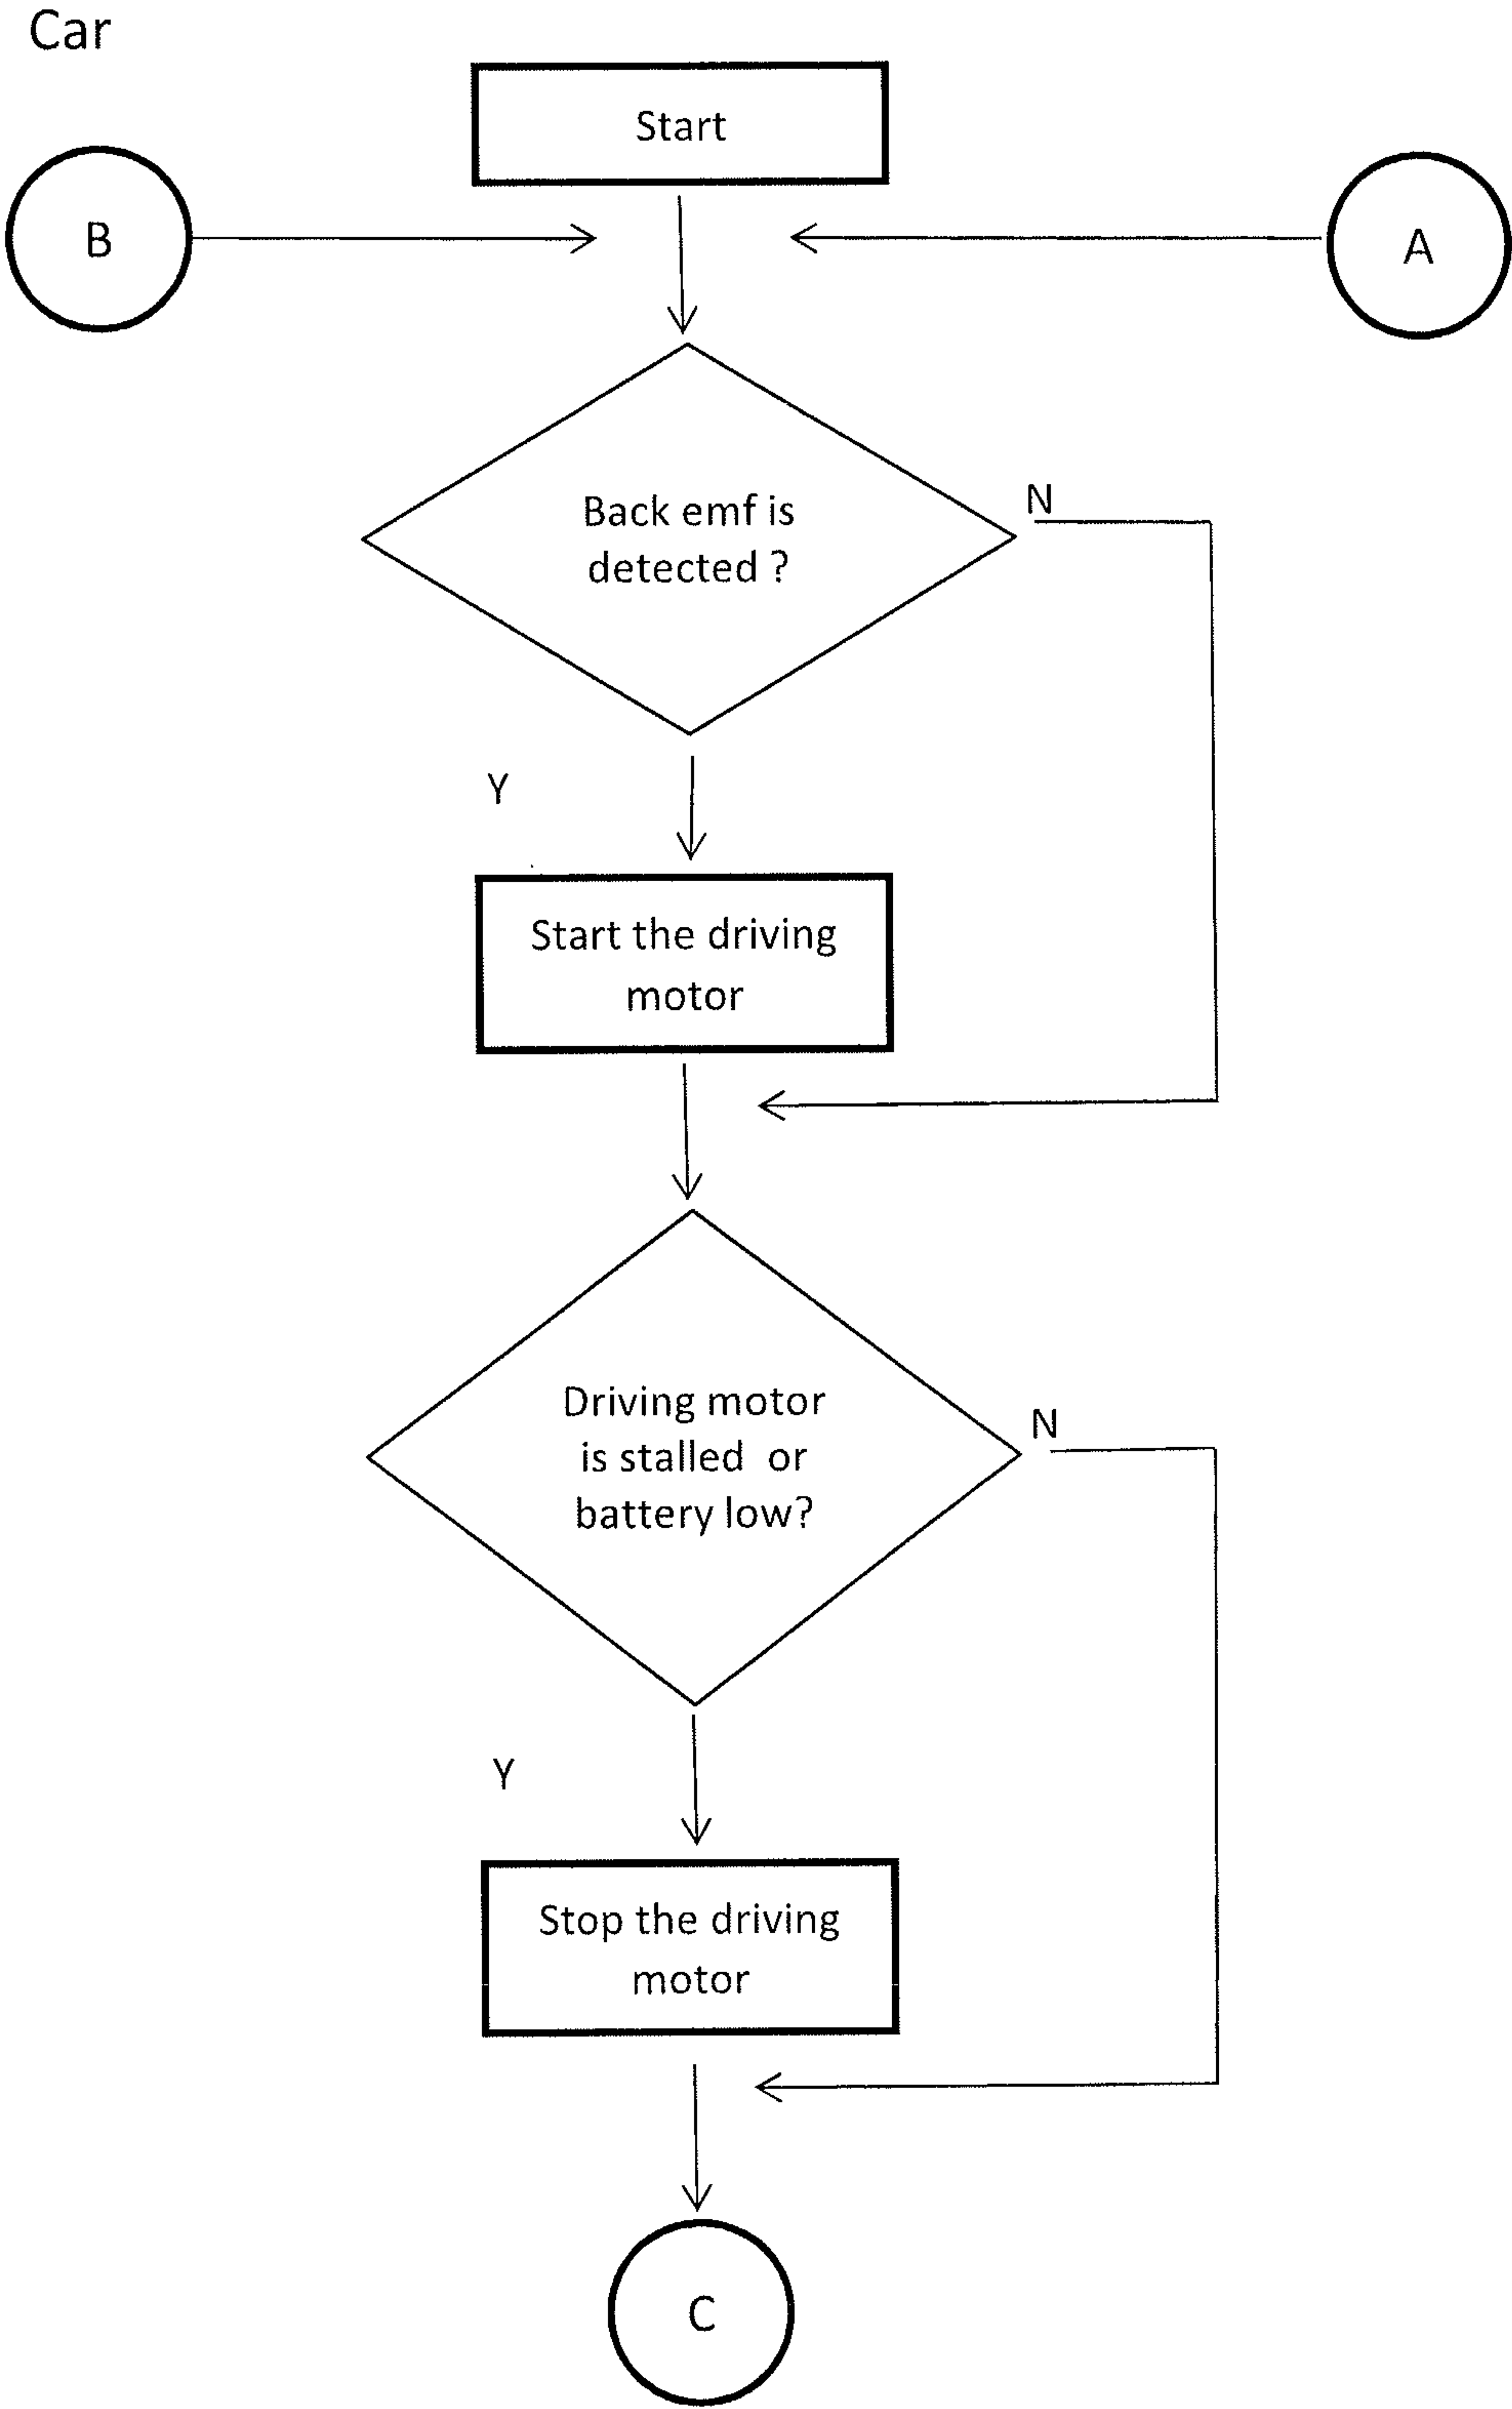 Car
Start
B
A
Back emf is
detected ?
N
Y
Start the driving
motor
Driving motor
is stalled or
battery low?
N
Y
Stop the driving
motor
C